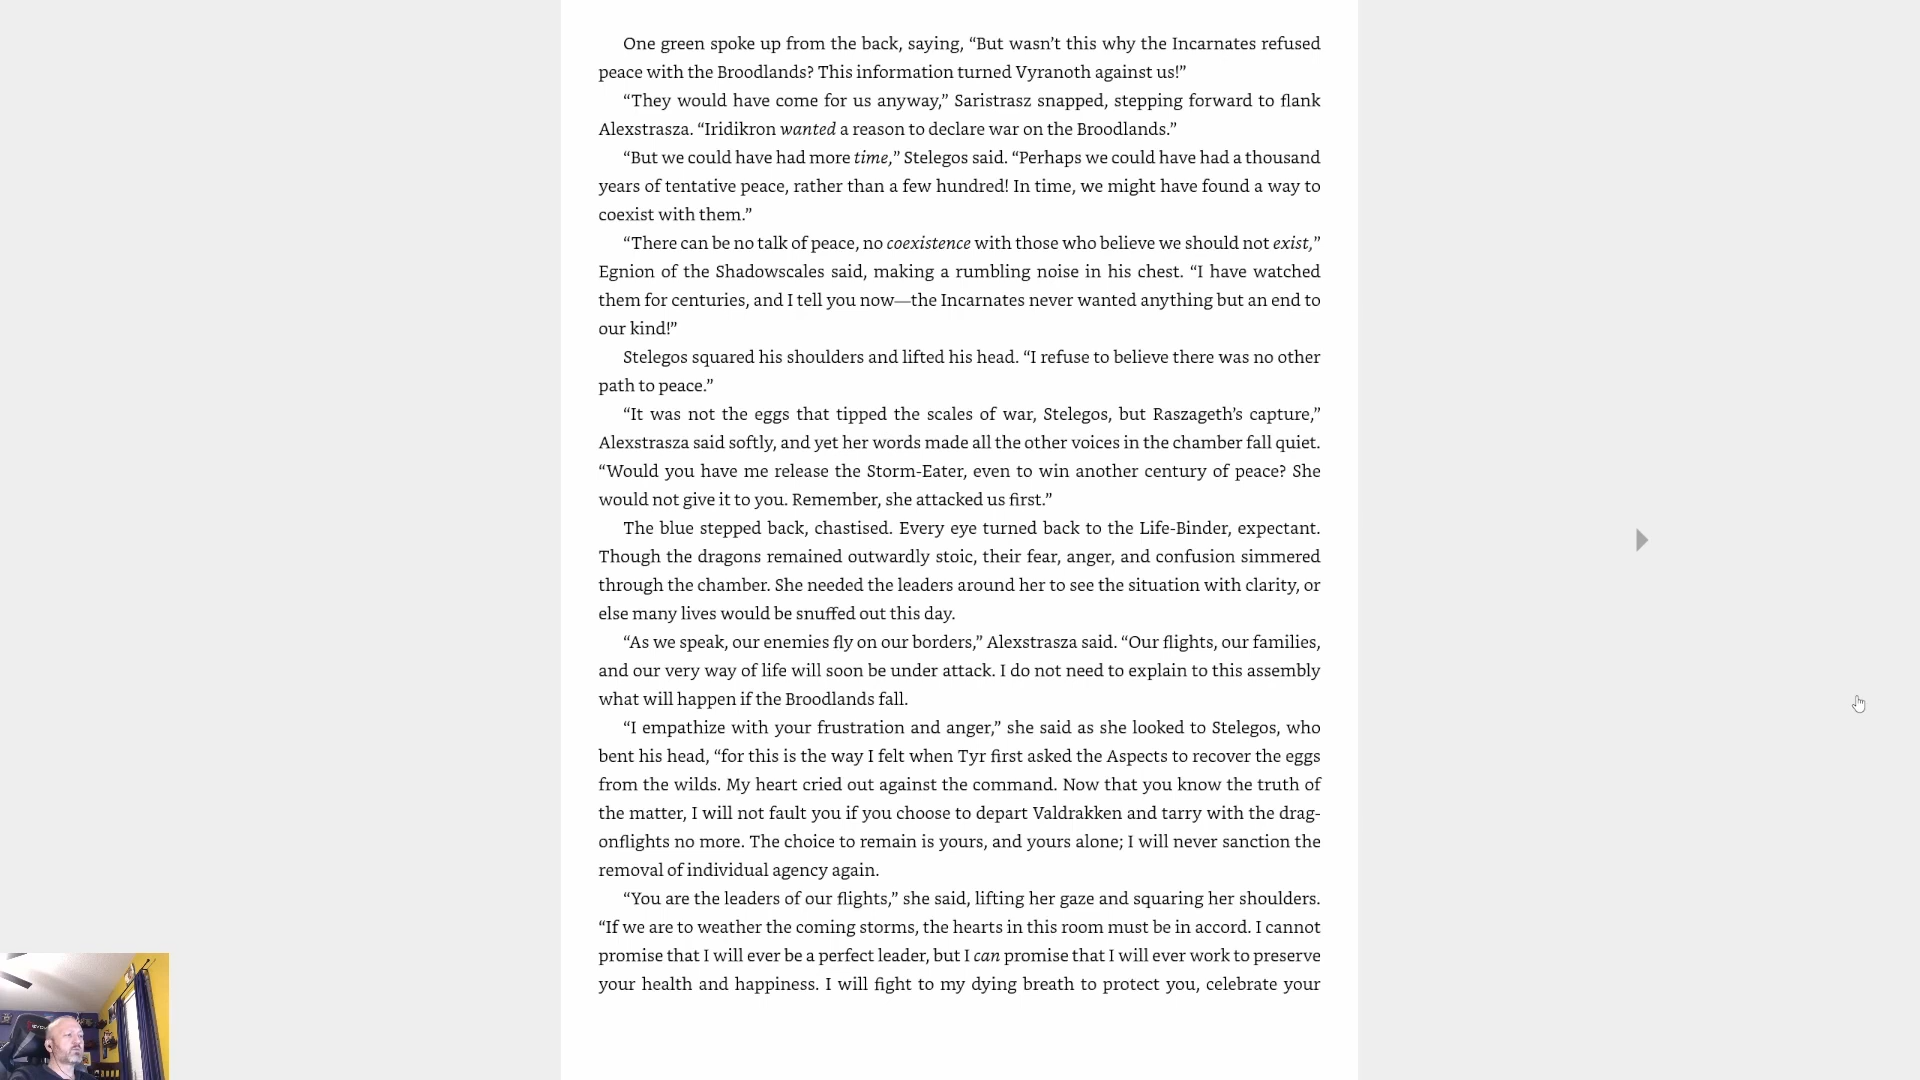 One green spoke up from the back, saying, “But wasn’t this why the Incarnates refused
peace with the Broodlands? This information turned Vyranoth against us!”
“They would have come for us anyway,” Saristrasz snapped, stepping forward to flank
Alexstrasza. “Iridikron wanted a reason to declare war on the Broodlands.”
“But we could have had more time,” Stelegos said. “Perhaps we could have had a thousand
years of tentative peace, rather than a few hundred! In time, we might have found a way to
coexist with them.”
“There can be no talk of peace, no coexistence with those who believe we should not exist,”
Egnion of the Shadowscales said, making a rumbling noise in his chest. “I have watched
them for centuries, and I tell you now—the Incarnates never wanted anything but an end to
our kind!”
Stelegos squared his shoulders and lifted his head. “I refuse to believe there was no other
path to peace.”
“It was not the eggs that tipped the scales of war, Stelegos, but Raszageth’s capture,”
Alexstrasza said softly, and yet her words made all the other voices in the chamber fall quiet.
“Would you have me release the Storm-Eater, even to win another century of peace? She
would not give it to you. Remember, she attacked us first.”
The blue stepped back, chastised. Every eye turned back to the Life-Binder, expectant.
Though the dragons remained outwardly stoic, their fear, anger, and confusion simmered
through the chamber. She needed the leaders around her to see the situation with clarity, or
else many lives would be snuffed out this day.
“As we speak, our enemies fly on our borders,” Alexstrasza said. “Our flights, our families,
and our very way of life will soon be under attack. I do not need to explain to this assembly
what will happen if the Broodlands fall.
“I empathize with your frustration and anger,” she said as she looked to Stelegos, who
bent his head, “for this is the way I felt when Tyr first asked the Aspects to recover the eggs
from the wilds. My heart cried out against the command. Now that you know the truth of
the matter, I will not fault you if you choose to depart Valdrakken and tarry with the drag-
onflights no more. The choice to remain is yours, and yours alone; I will never sanction the
removal of individual agency again.
“You are the leaders of our flights,” she said, lifting her gaze and squaring her shoulders.
“If we are to weather the coming storms, the hearts in this room must be in accord. I cannot
promise that I will ever be a perfect leader, but I can promise that I will ever work to preserve
your health and happiness. I will fight to my dying breath to protect you, celebrate your